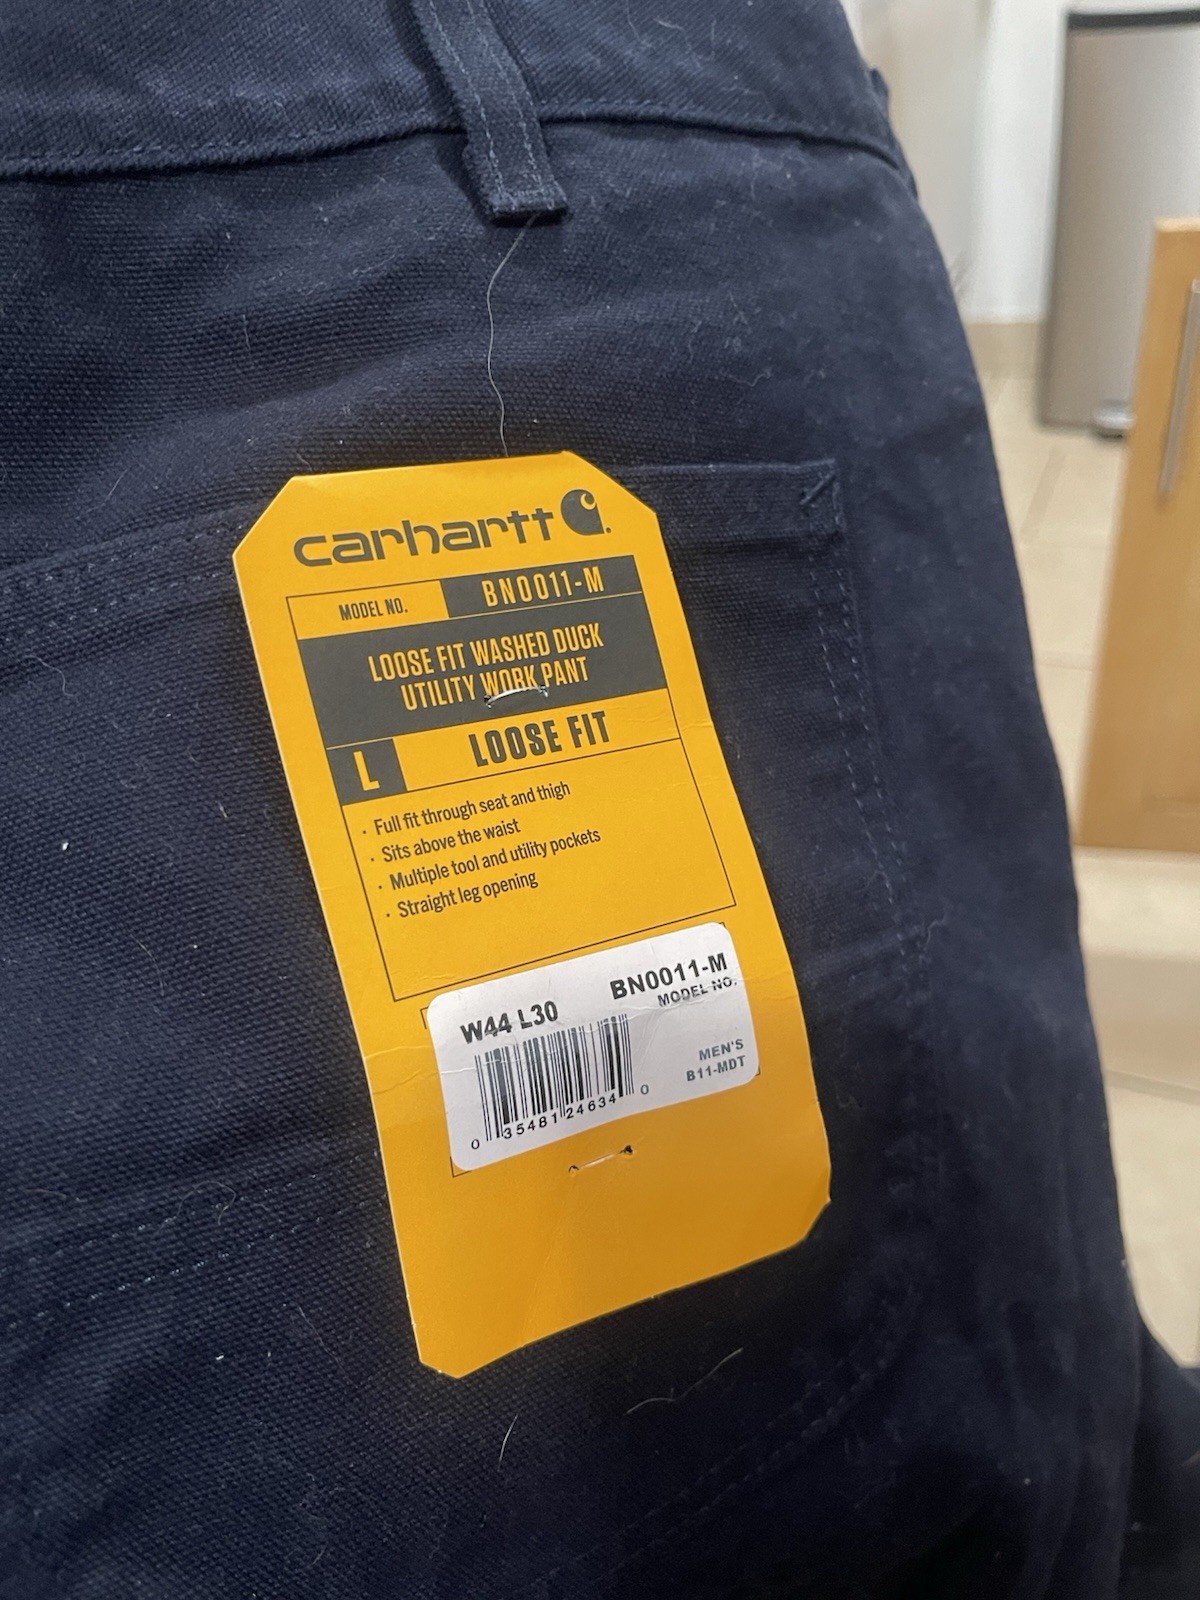 carhartt
MODEL NO. BN0011-M
LOOSE FIT WASHED DUCK
UTILITY WORK PANT
L LOOSE FIT
· Full fit through seat and thigh
· Sits above the waist
· Multiple tool and utility pockets
· Straight leg opening
W44 L30 BN0011-M
MODEL NO.
MEN'S
B11-MDT
0 35481 24634 0